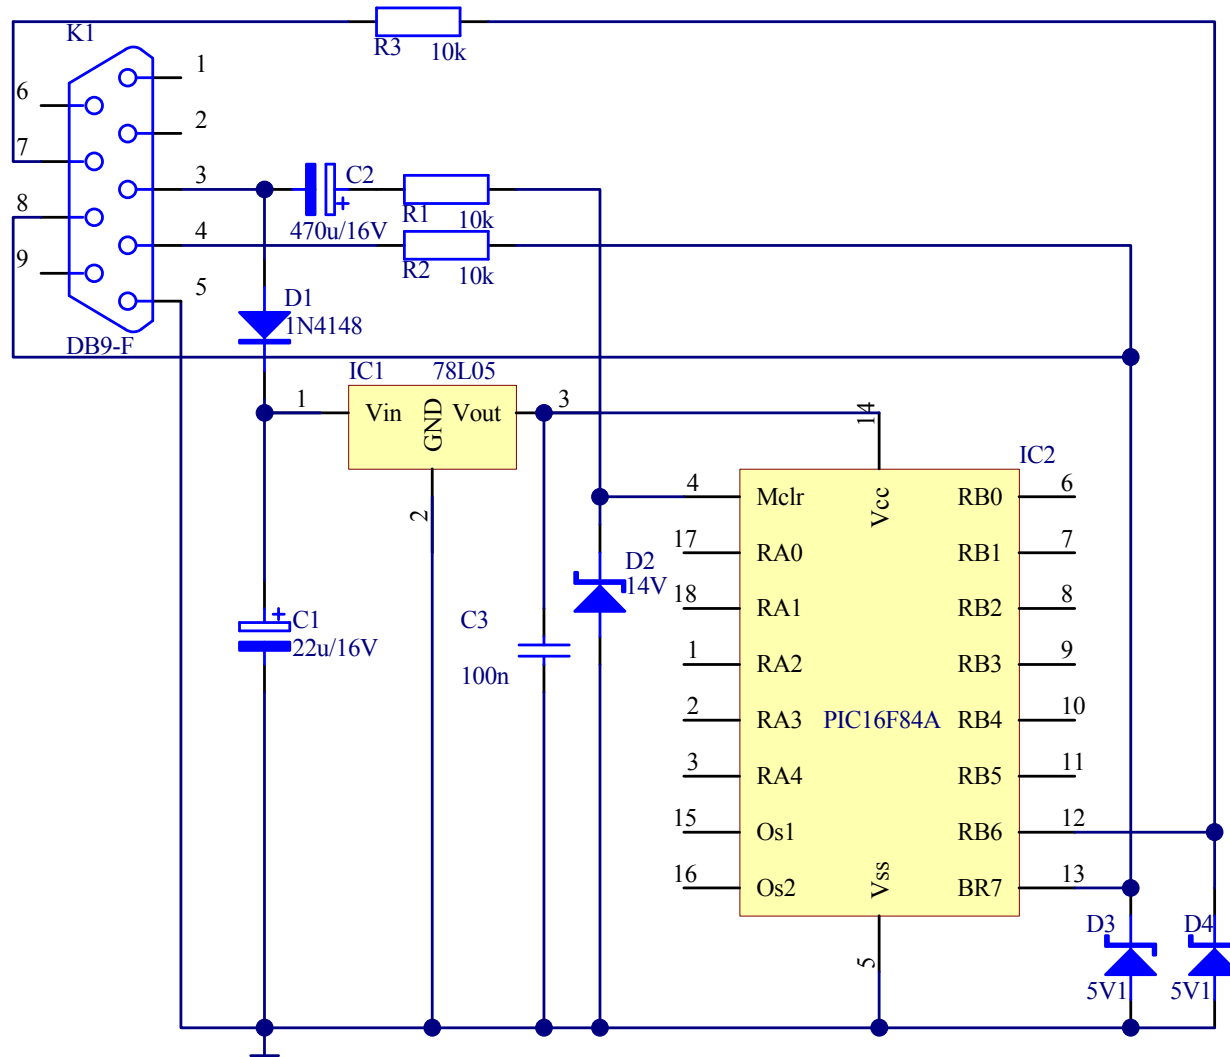 K1
R3
10k
1
6
2
7
3
C2
8
R1
10k
470u/16V
4
9
R2
10k
5
D1
1N4148
DB9-F
IC1
78L05
1
Vin
GND
Vout
3
2
14
IC2
4
Mclr
Vcc
RB0
6
17
RA0
RB1
7
D2
14V
18
RA1
RB2
8
C1
22u/16V
C3
100n
1
RA2
RB3
9
2
RA3
PIC16F84A
RB4
10
3
RA4
RB5
11
15
Os1
RB6
12
16
Os2
Vss
BR7
13
5
D3
5V1
D4
5V1
+
+